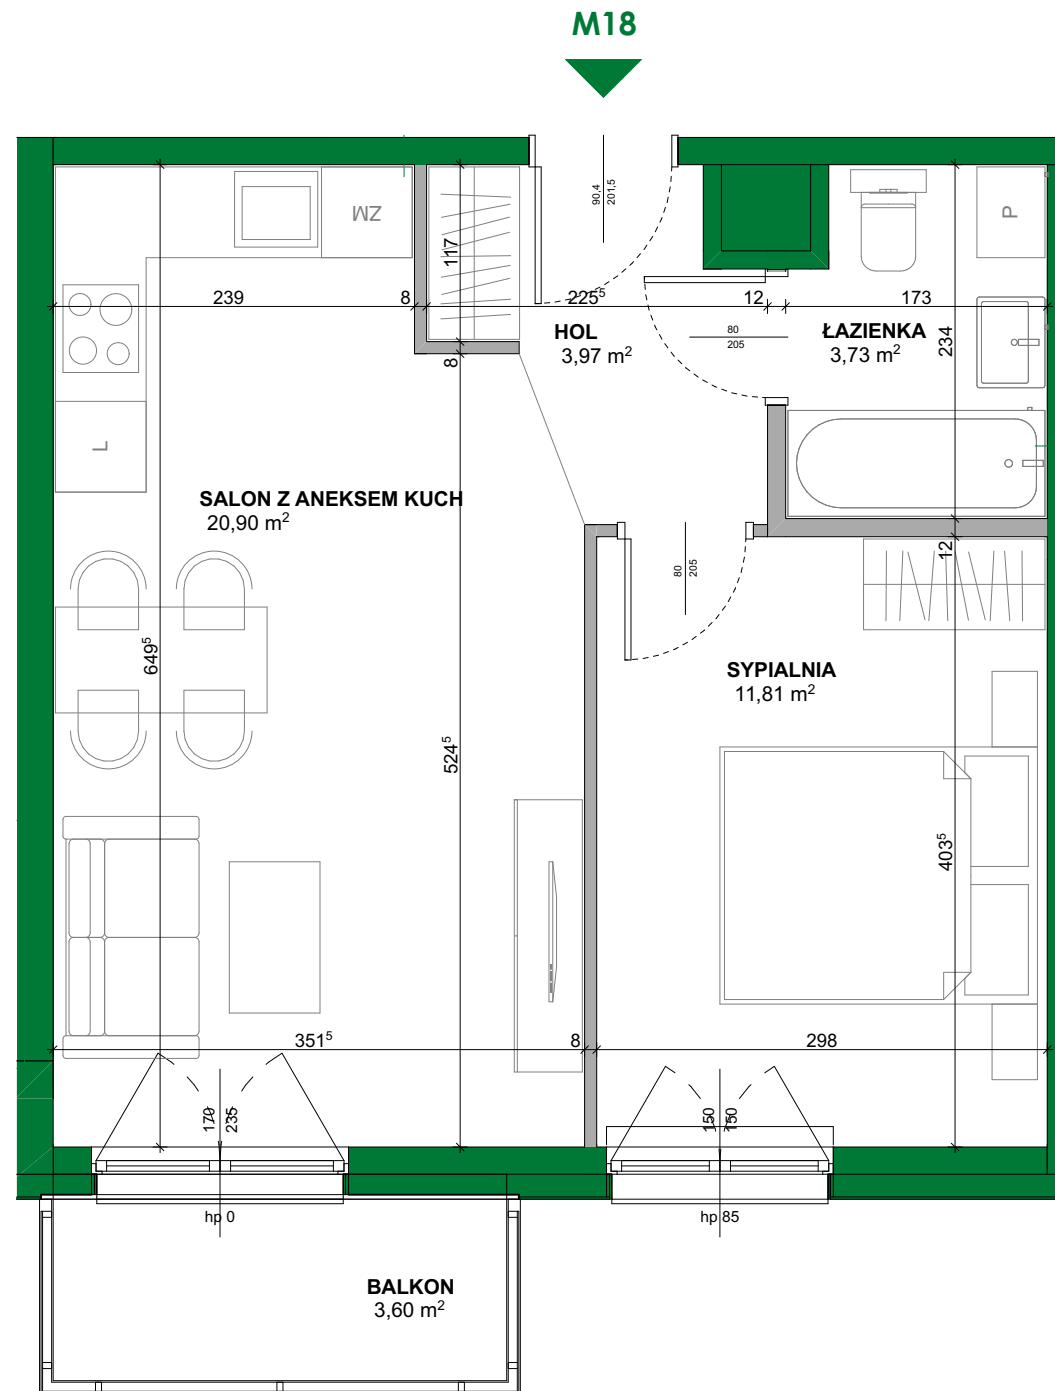 M18
90,4
201,5
ZM
P
117
239
8
225⁵
12
173
HOL
3,97 m²
80
205
ŁAZIENKA
3,73 m²
234
8
L
SALON Z ANEKSEM KUCH
20,90 m²
12
80
205
649⁵
SYPIALNIA
11,81 m²
524⁵
403⁵
351⁵
8
298
170
235
150
150
hp 0
hp 85
BALKON
3,60 m²